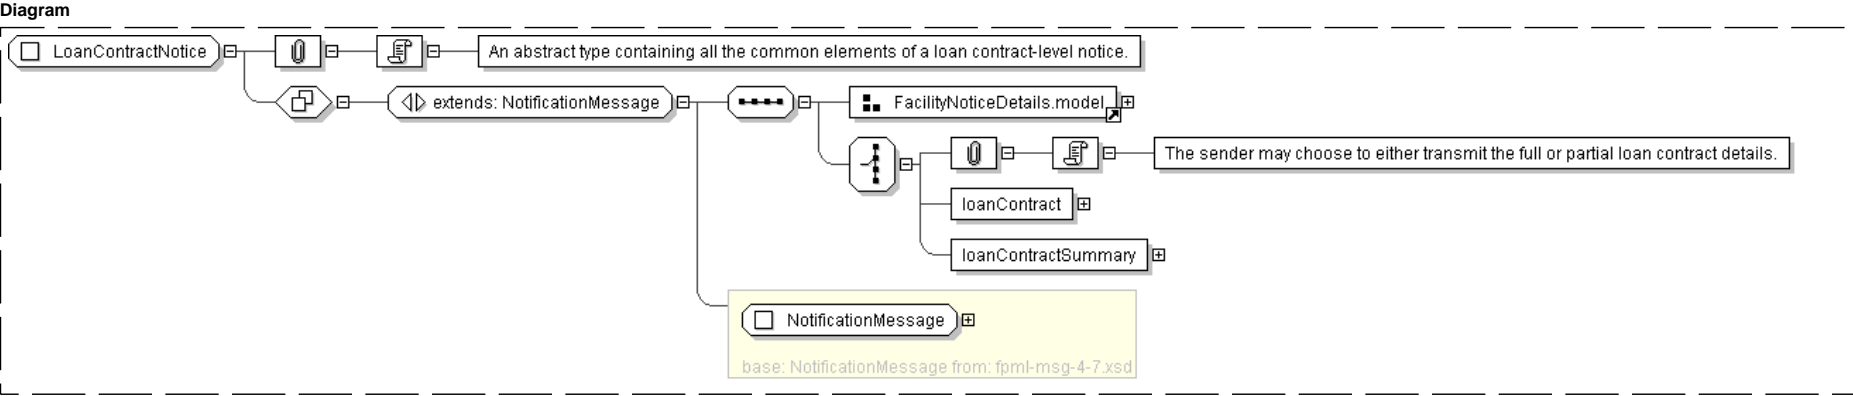 Diagram
LoanContractNotice
An abstract type containing all the common elements of a loan contract-level notice.
extends: NotificationMessage
FacilityNoticeDetails.model
The sender may choose to either transmit the full or partial loan contract details.
loanContract
loanContractSummary
NotificationMessage
base: NotificationMessage from: fpml-msg-4-7.xsd